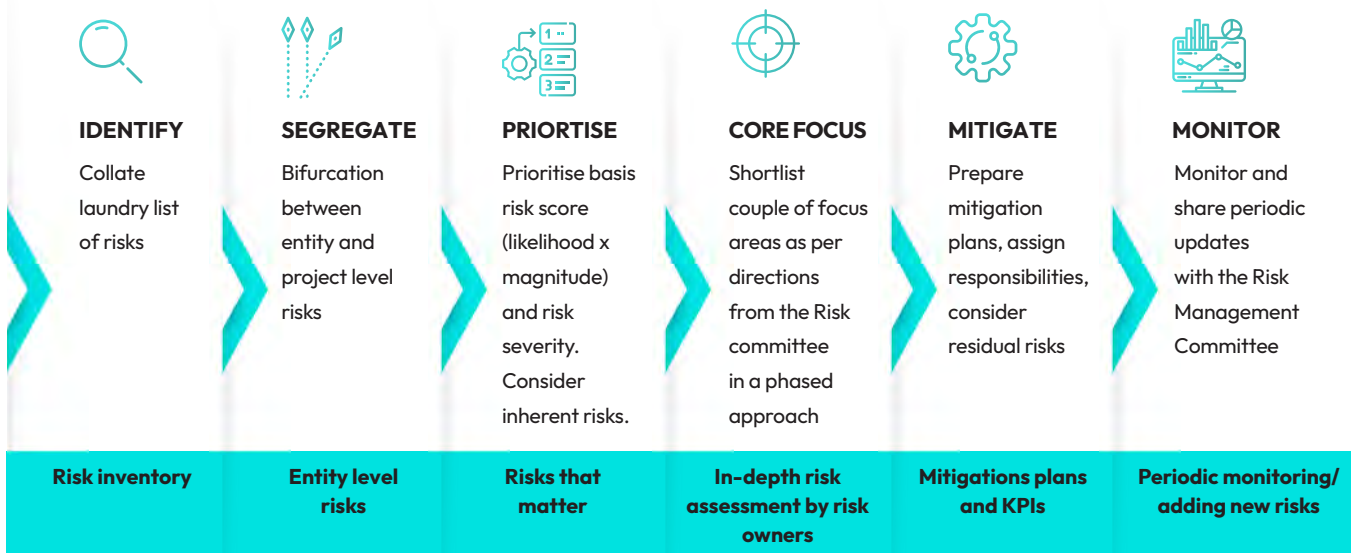 1
2
3
IDENTIFY
Collate
laundry list
of risks
SEGREGATE
Bifurcation
between
entity and
project level
risks
PRIORTISE
Prioritise basis
risk score
(likelihood x
magnitude)
and risk
severity.
Consider
inherent risks.
CORE FOCUS
Shortlist
couple of focus
areas as per
directions
from the Risk
committee
in a phased
approach
MITIGATE
Prepare
mitigation
plans, assign
responsibilities,
consider
residual risks
MONITOR
Monitor and
share periodic
updates
with the Risk
Management
Committee
Risk inventory
Entity level
risks
Risks that
matter
In-depth risk
assessment by risk
owners
Mitigations plans
and KPIs
Periodic monitoring/
adding new risks